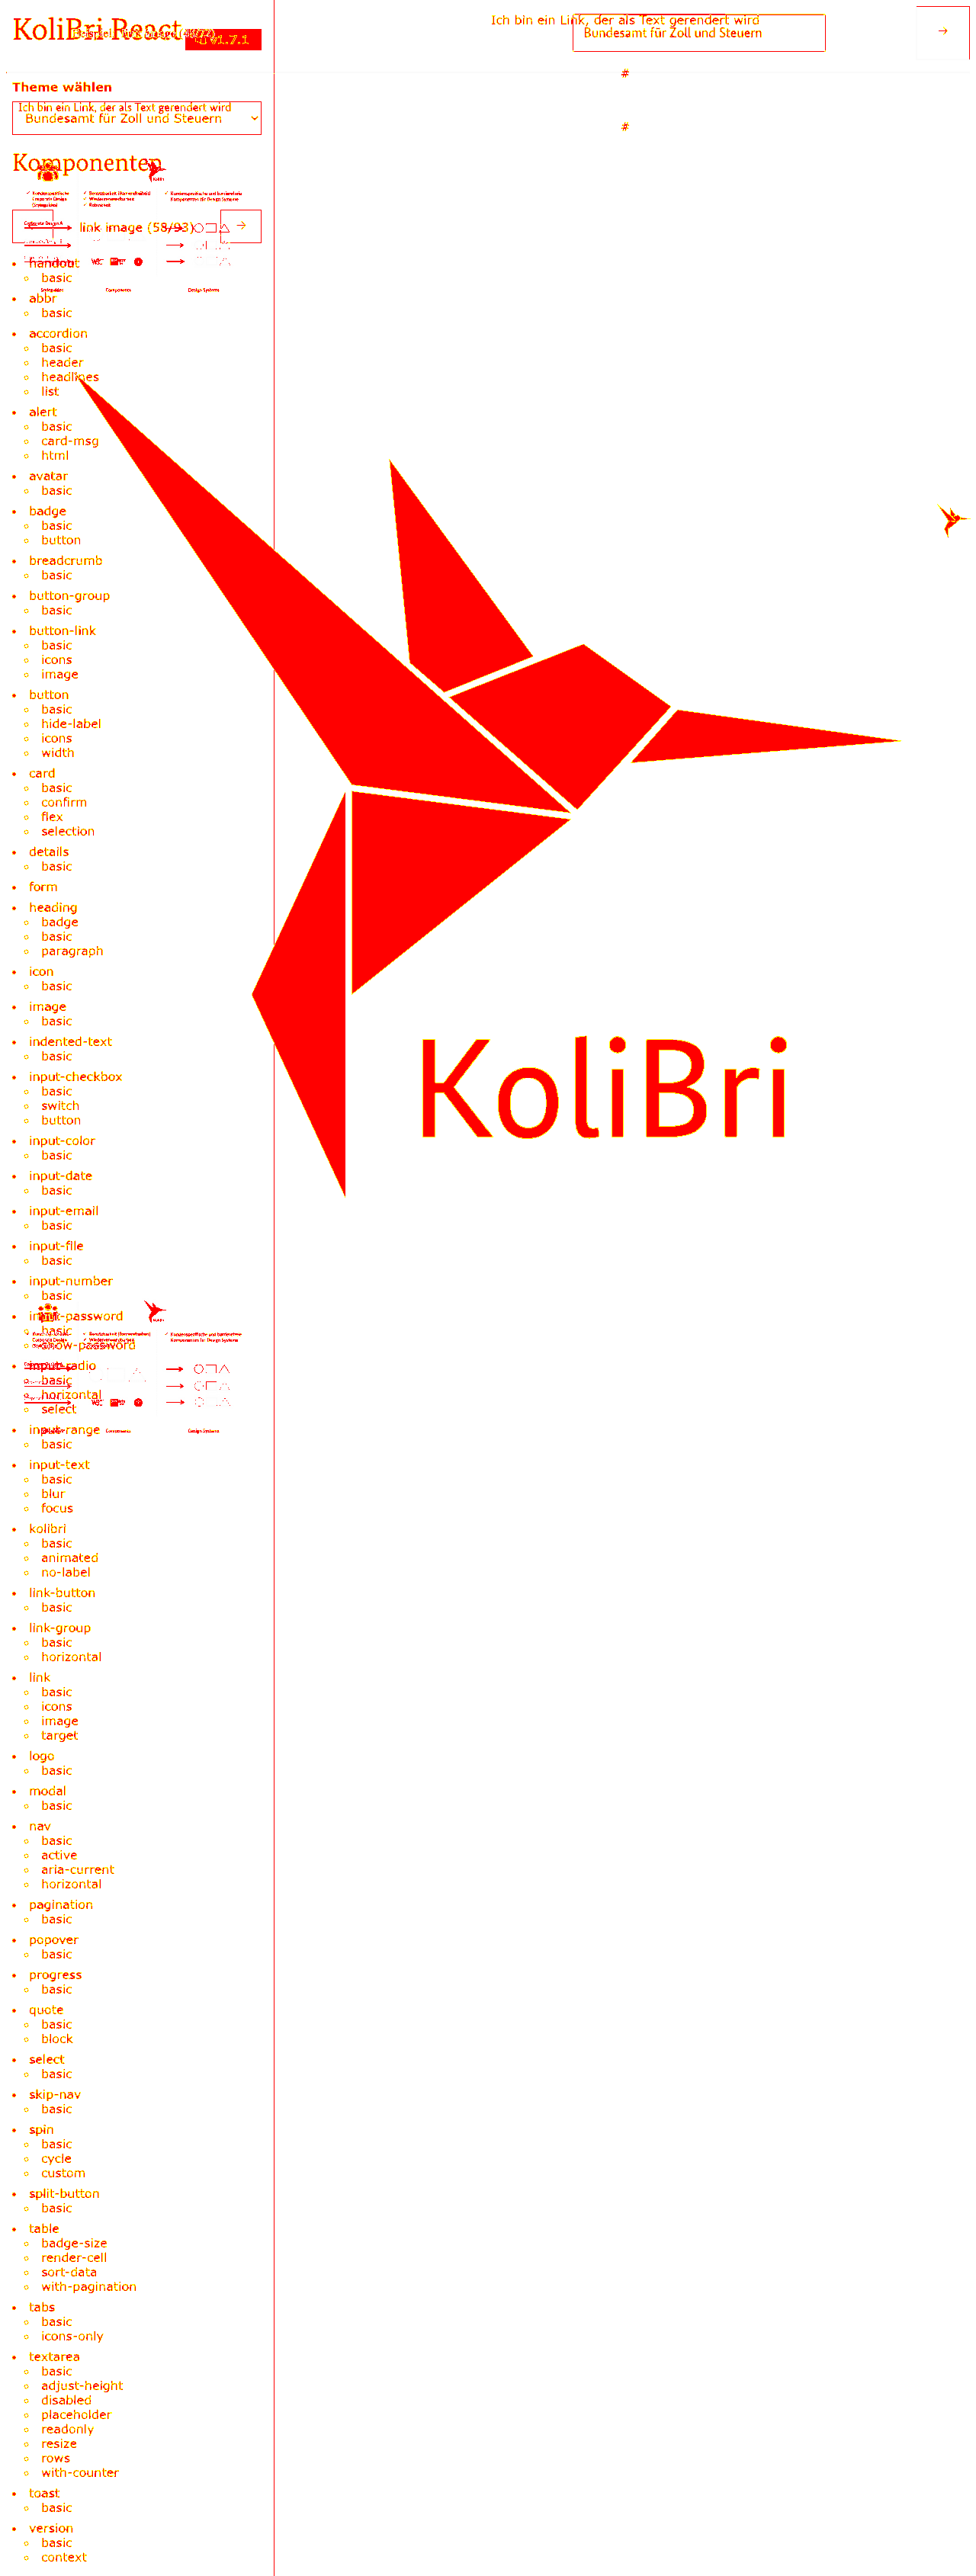 KoliBri React
v1.7.1
Ich bin ein Link, der als Text gerendert wird
Bundesamt für Zoll und Steuern
→
#
Theme wählen
Ich bin ein Link, der als Text gerendert wird
Bundesamt für Zoll und Steuern
#
Komponenten
link image (58/93)
→
handout
basic
abbr
basic
accordion
basic
header
headlines
list
alert
basic
card-msg
html
avatar
basic
badge
basic
button
breadcrumb
basic
button-group
basic
button-link
basic
icons
image
button
basic
hide-label
icons
width
card
basic
confirm
flex
selection
details
basic
form
heading
badge
basic
paragraph
icon
basic
image
basic
indented-text
basic
input-checkbox
basic
switch
button
input-color
basic
input-date
basic
input-email
basic
input-file
basic
input-number
basic
input-password
basic
show-password
input-radio
basic
horizontal
select
input-range
basic
input-text
basic
blur
focus
kolibri
basic
animated
no-label
link-button
basic
link-group
basic
horizontal
link
basic
icons
image
target
logo
basic
modal
basic
nav
basic
active
aria-current
horizontal
pagination
basic
popover
basic
progress
basic
quote
basic
block
select
basic
skip-nav
basic
spin
basic
cycle
custom
split-button
basic
table
badge-size
render-cell
sort-data
with-pagination
tabs
basic
icons-only
textarea
basic
adjust-height
disabled
placeholder
readonly
resize
rows
with-counter
toast
basic
version
basic
context
KoliBri